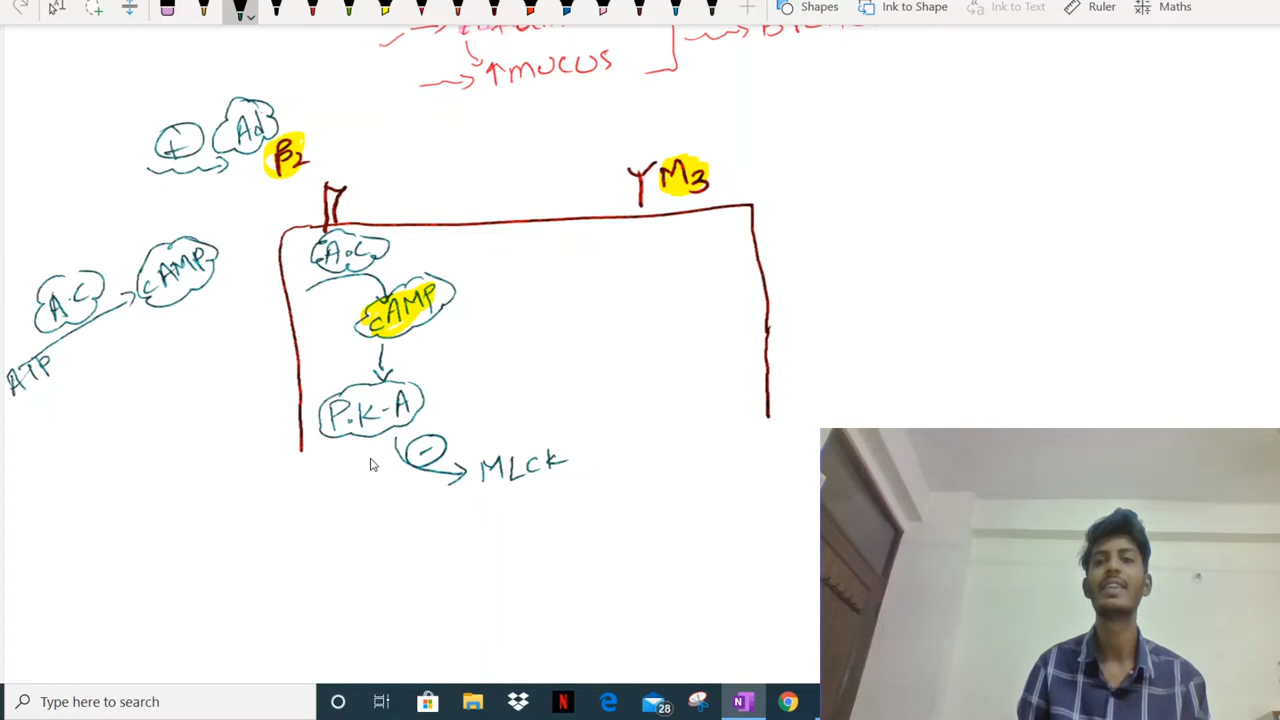 Shapes Ink to Shape Ink to Text Ruler Maths
↑mucus
+ Ad
β2
M3
A.C
A.C cAMP
cAMP
ATP
P.K-A
- MLCK
Type here to search
28